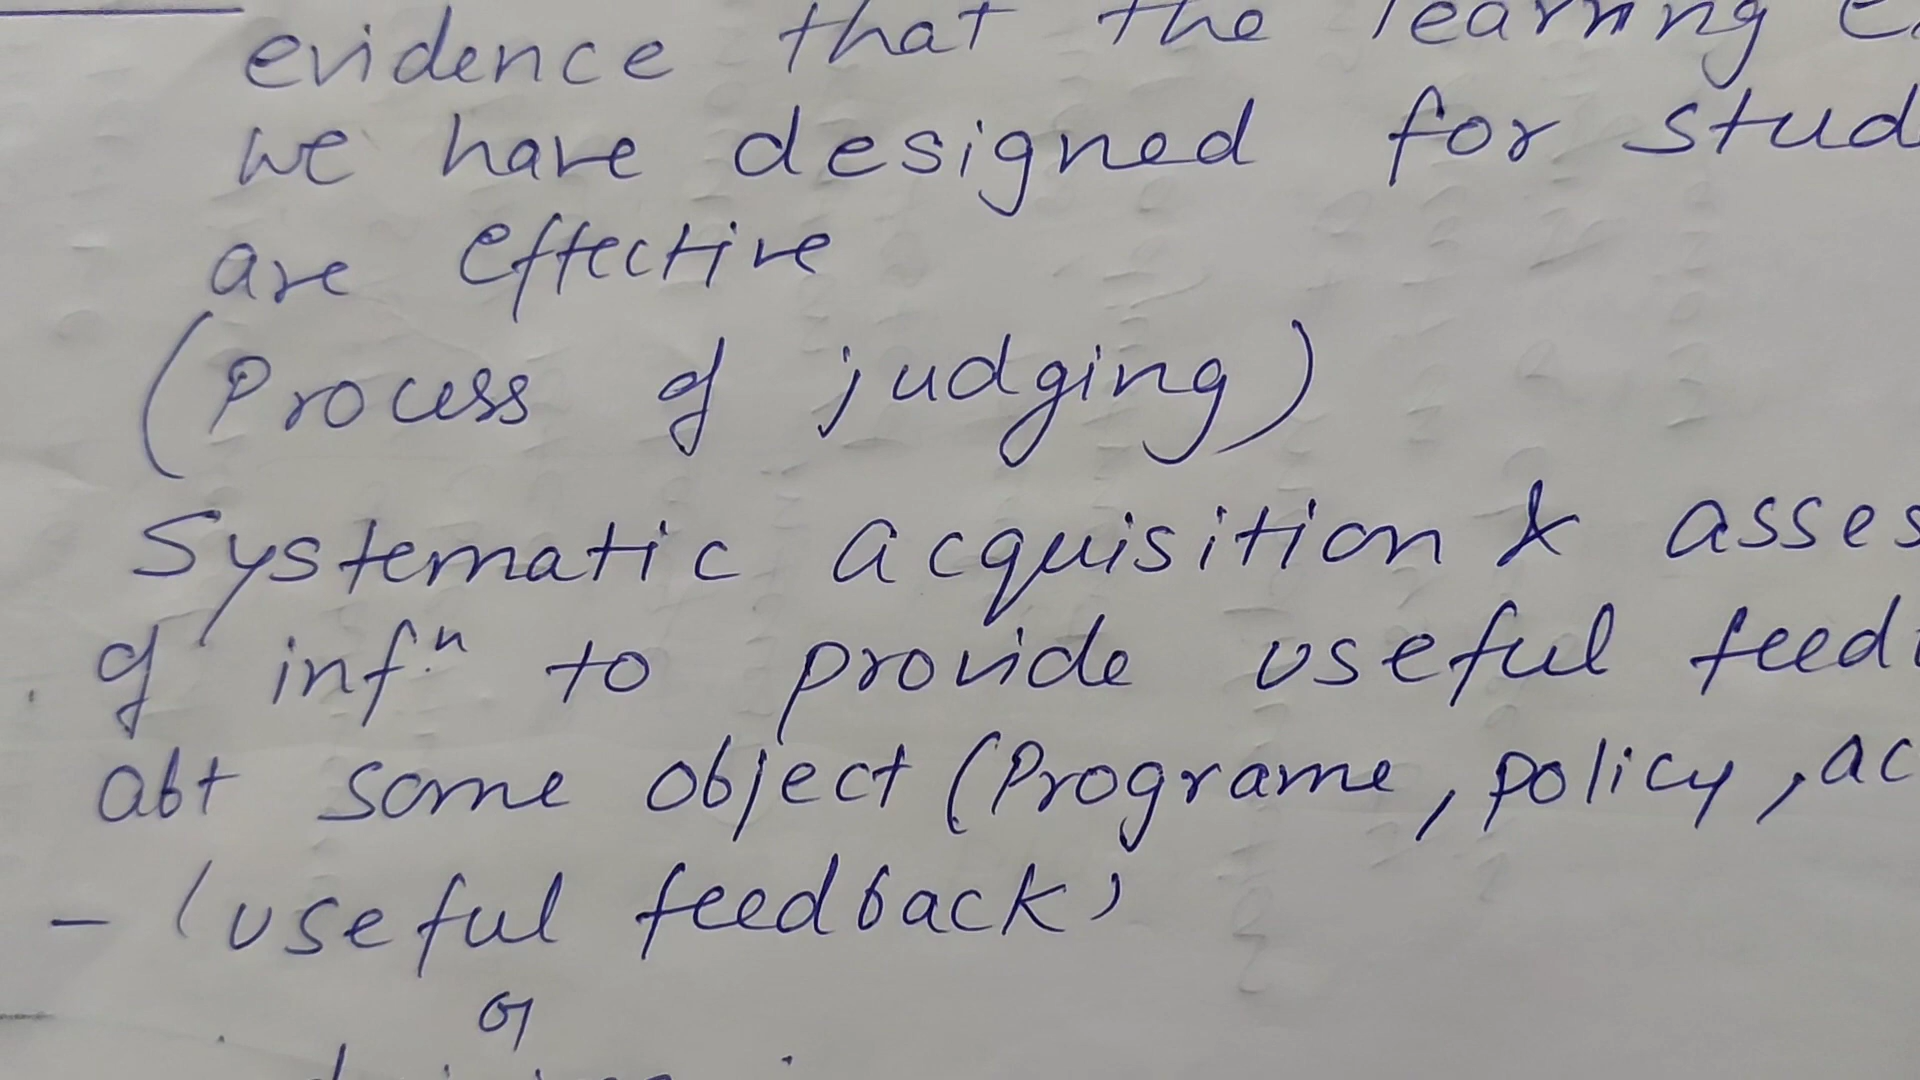 evidence that the learning
we have designed for stud
are effective
(Process of judging)
Systematic acquisition & asses
of infⁿ to provide useful feed
abt some object (Programe, policy, ac
- (useful feedback)
or